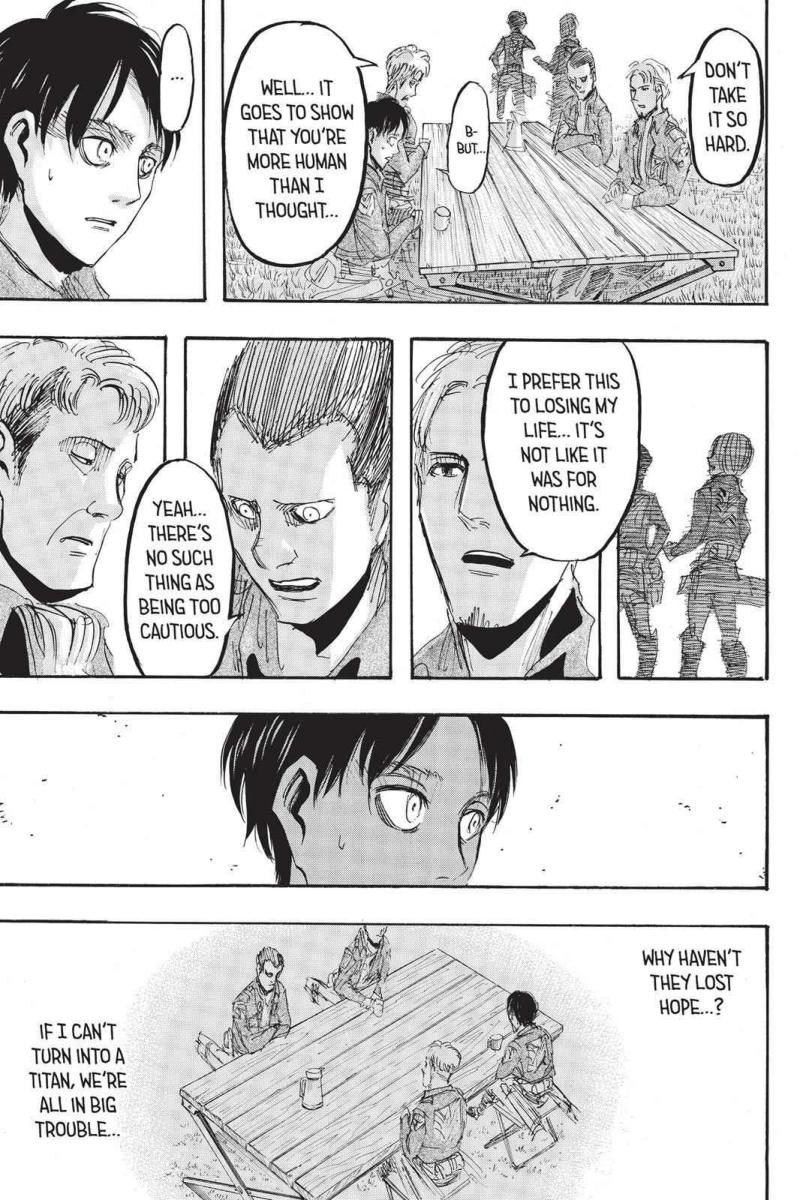 DON'T
TAKE
IT SO
HARD.
B-
BUT...
WELL... IT
GOES TO SHOW
THAT YOU'RE
MORE HUMAN
THAN I
THOUGHT...
...
I PREFER THIS
TO LOSING MY
LIFE... IT'S
NOT LIKE IT
WAS FOR
NOTHING.
YEAH...
THERE'S
NO SUCH
THING AS
BEING TOO
CAUTIOUS.
WHY HAVEN'T
THEY LOST
HOPE...?
IF I CAN'T
TURN INTO A
TITAN, WE'RE
ALL IN BIG
TROUBLE...